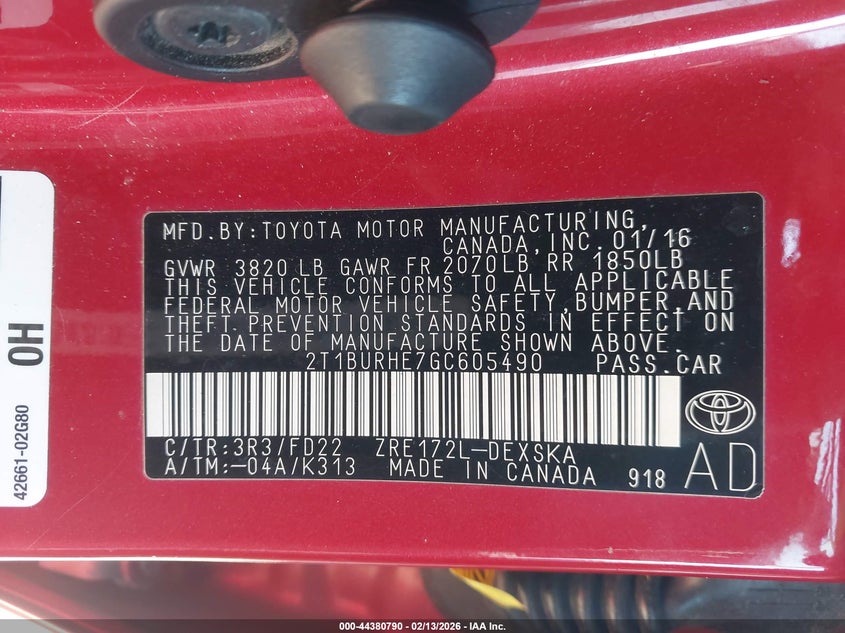 MFD.BY:TOYOTA MOTOR MANUFACTURING,
CANADA,INC. 01/16
GVWR 3820 LB GAWR FR 2070LB RR 1850LB
THIS VEHICLE CONFORMS TO ALL APPLICABLE
FEDERAL MOTOR VEHICLE SAFETY,BUMPER,AND
THEFT PREVENTION STANDARDS IN EFFECT ON
THE DATE OF MANUFACTURE SHOWN ABOVE.
2T1BURHE7GC605490 PASS.CAR
C/TR:3R3/FD22 ZRE172L-DEXSKA
A/TM:-04A/K313 MADE IN CANADA 918
AD
OH
42661-02G80
000-44380790 - 02/13/2026 - IAA Inc.